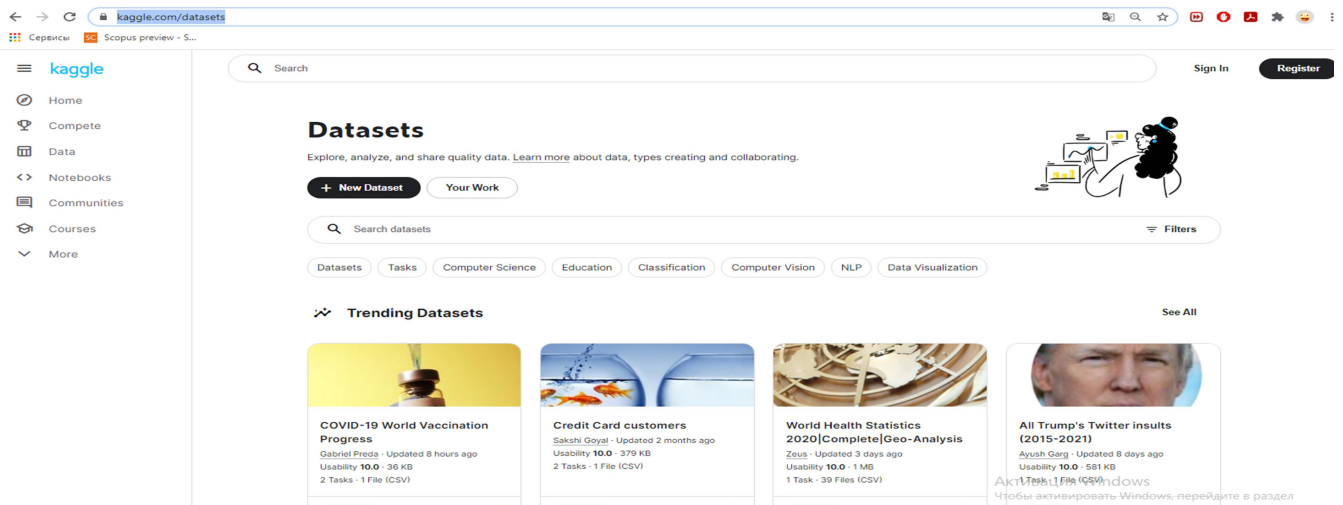 kaggle.com/datasets
Сервисы SC Scopus preview - S...
kaggle
Search
Sign In
Register
Home
Compete
Data
Notebooks
Communities
Courses
More
Datasets
Explore, analyze, and share quality data. Learn more about data, types creating and collaborating.
+ New Dataset
Your Work
Search datasets
Filters
Datasets
Tasks
Computer Science
Education
Classification
Computer Vision
NLP
Data Visualization
Trending Datasets
See All
COVID-19 World Vaccination
Progress
Gabriel Preda · Updated 8 hours ago
Usability 10.0 · 36 KB
2 Tasks · 1 File (CSV)
Credit Card customers
Sakshi Goyal · Updated 2 months ago
Usability 10.0 · 379 KB
2 Tasks · 1 File (CSV)
World Health Statistics
2020|Complete|Geo-Analysis
Zeus · Updated 3 days ago
Usability 10.0 · 1 MB
1 Task · 39 Files (CSV)
All Trump's Twitter insults
(2015-2021)
Ayush Garg · Updated 8 days ago
Usability 10.0 · 581 KB
1 Task · 1 File (CSV)
Активация Windows
Чтобы активировать Windows, перейдите в раздел